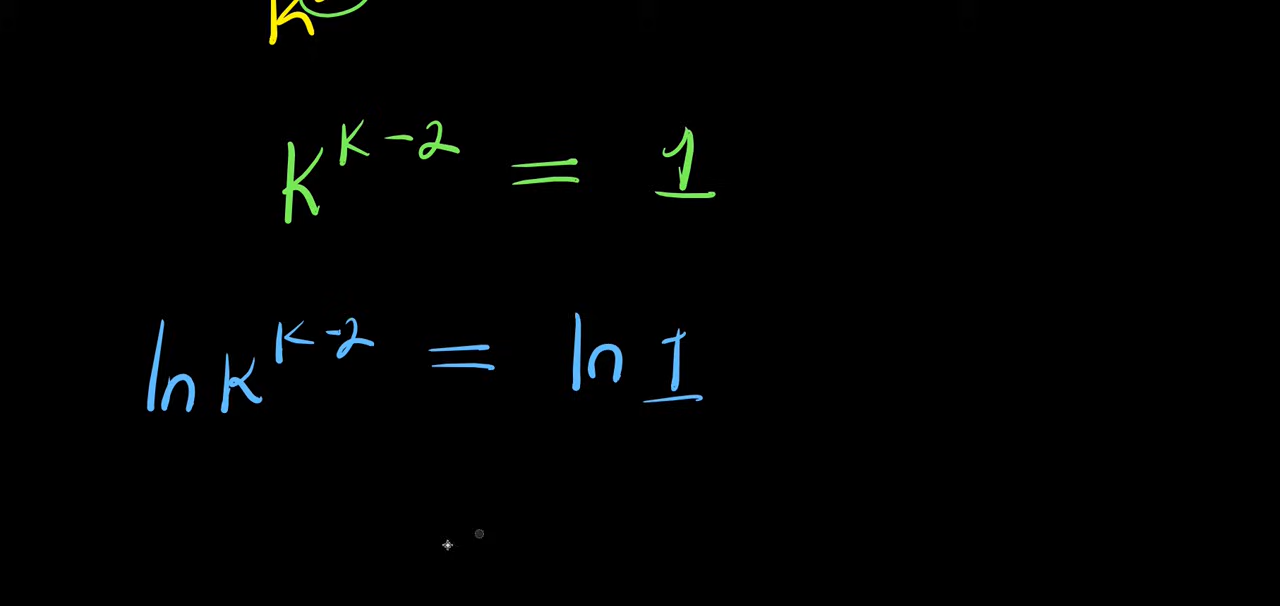 K
K^{K-2} = 1
ln K^{K-2} = ln 1